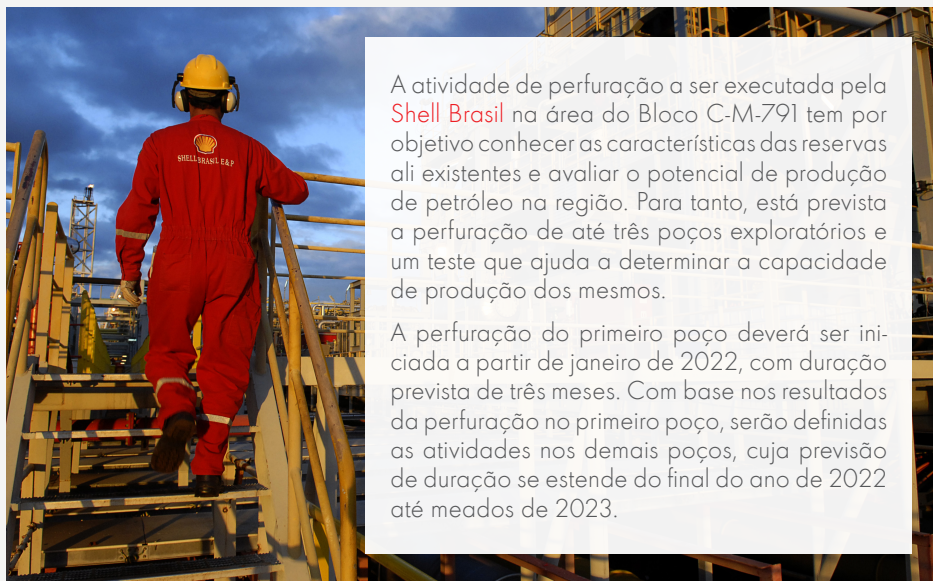 SHELL BRASIL E&P
A atividade de perfuração a ser executada pela
Shell Brasil na área do Bloco C-M-791 tem por
objetivo conhecer as características das reservas
ali existentes e avaliar o potencial de produção
de petróleo na região. Para tanto, está prevista
a perfuração de até três poços exploratórios e
um teste que ajuda a determinar a capacidade
de produção dos mesmos.
A perfuração do primeiro poço deverá ser ini-
ciada a partir de janeiro de 2022, com duração
prevista de três meses. Com base nos resultados
da perfuração no primeiro poço, serão definidas
as atividades nos demais poços, cuja previsão
de duração se estende do final do ano de 2022
até meados de 2023.